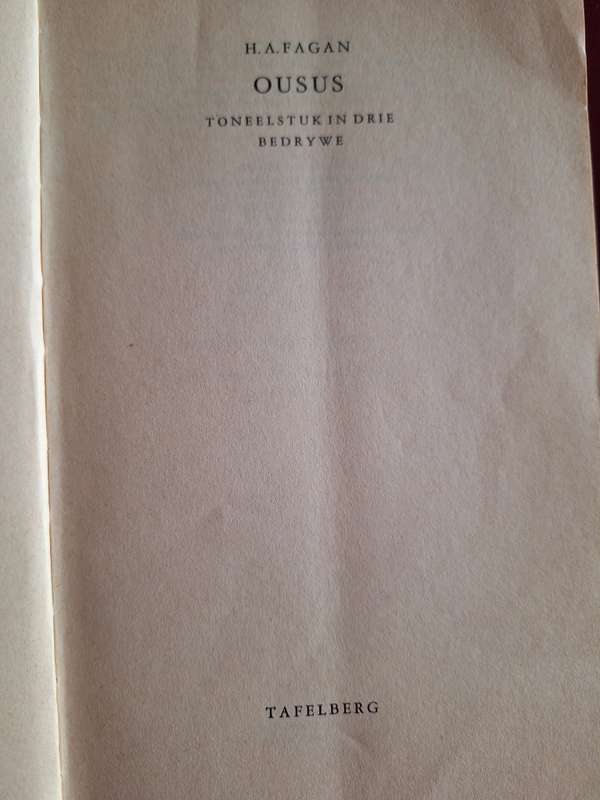 H. A. FAGAN
OUSUS
TONEELSTUK IN DRIE
BEDRYWE
TAFELBERG